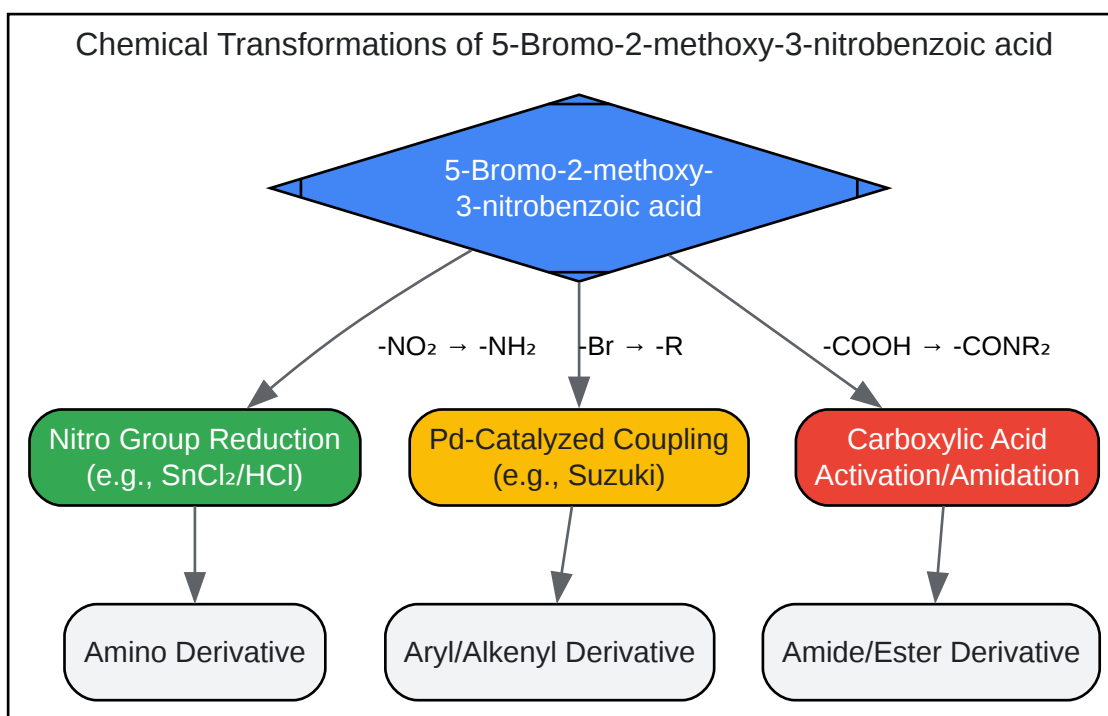 Chemical Transformations of 5-Bromo-2-methoxy-3-nitrobenzoic acid
5-Bromo-2-methoxy-
3-nitrobenzoic acid
-NO₂ → -NH₂
-Br → -R
-COOH → -CONR₂
Nitro Group Reduction
(e.g., SnCl₂/HCl)
Pd-Catalyzed Coupling
(e.g., Suzuki)
Carboxylic Acid
Activation/Amidation
Amino Derivative
Aryl/Alkenyl Derivative
Amide/Ester Derivative